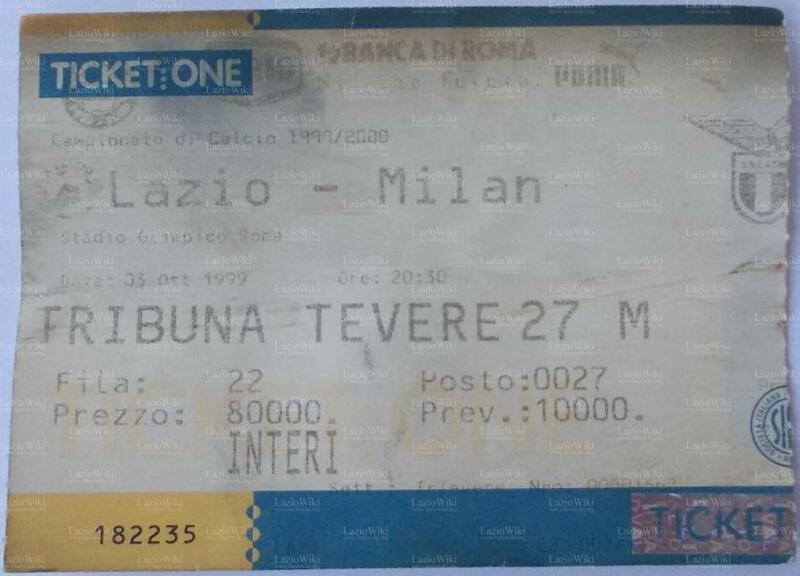 BANCA DI ROMA
TICKET ONE
PUMA
Campionato di Calcio 1999/2000
Lazio - Milan
Stadio Olimpico Roma
Data: 03 Ott 1999 Ore: 20:30
TRIBUNA TEVERE 27 M
Fila: 22 Posto:0027
Prezzo: 80000. Prev.:10000.
INTERI
182235
TICKET
LazioWiki